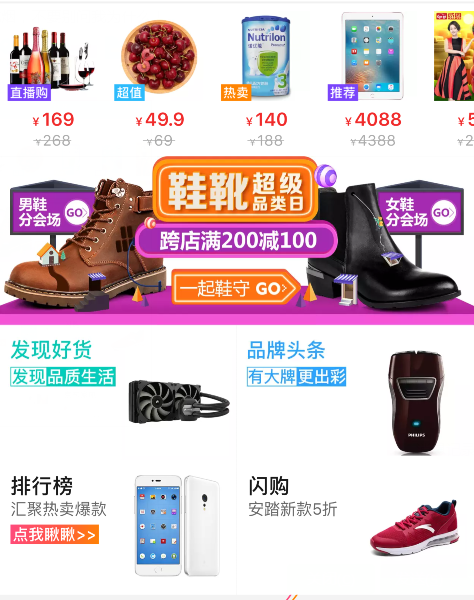 Nutrilon
直播购
超值
热卖
推荐
¥169
¥49.9
¥140
¥4088
¥268
¥69
¥188
¥4388
男鞋
分会场
GO
鞋靴
超级
品类日
女鞋
分会场
GO
跨店满200减100
一起鞋守 GO
发现好货
发现品质生活
品牌头条
有大牌更出彩
PHILIPS
排行榜
汇聚热卖爆款
点我瞅瞅>>
闪购
安踏新款5折